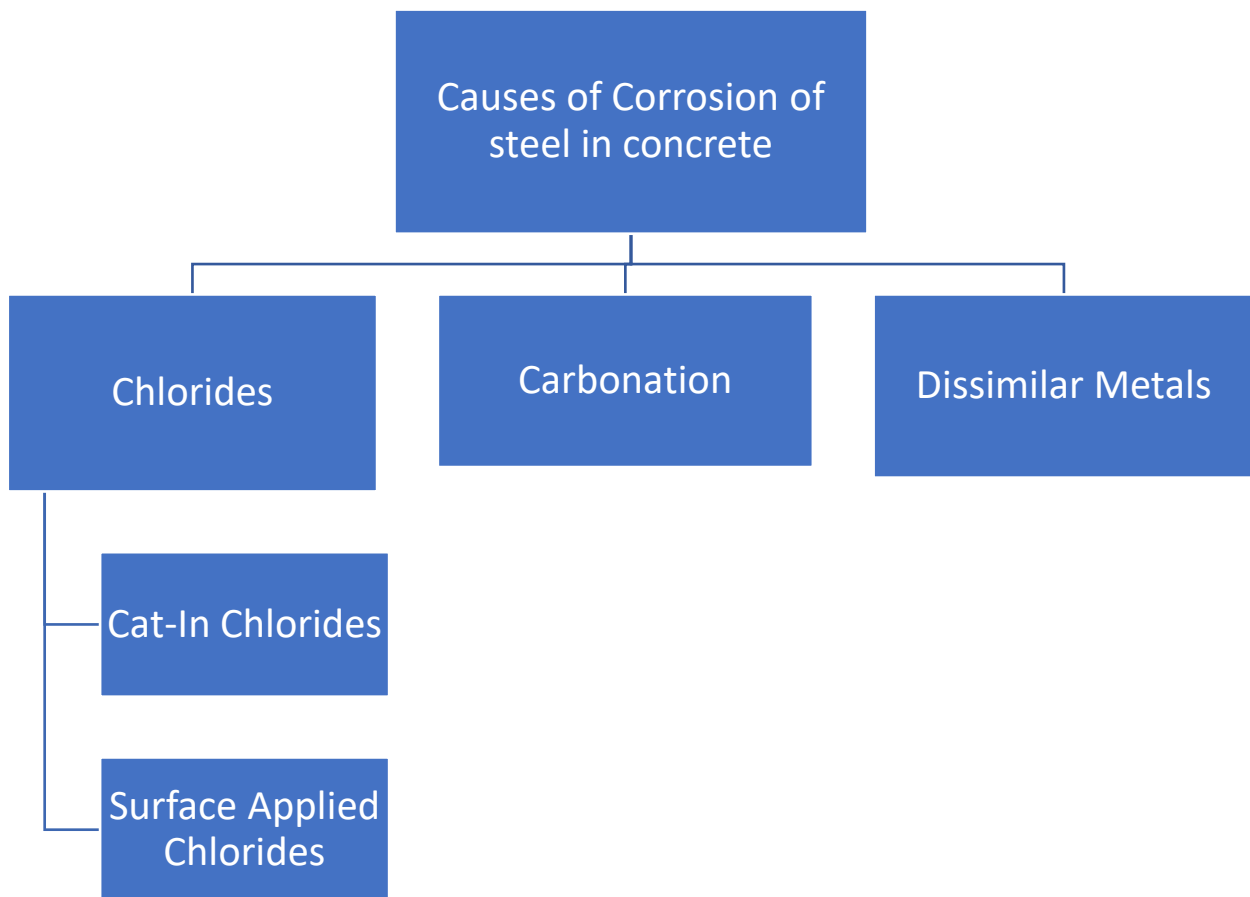 Causes of Corrosion of
steel in concrete
Chlorides
Carbonation
Dissimilar Metals
Cat-In Chlorides
Surface Applied
Chlorides